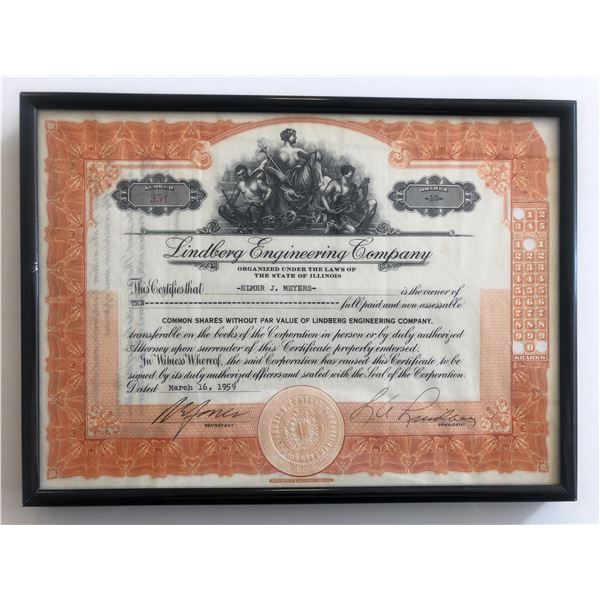 NUMBER
351
SHARES
-10-
Lindberg Engineering Company
ORGANIZED UNDER THE LAWS OF
THE STATE OF ILLINOIS
This Certifies that -ELMER J. MEYERS- is the owner of
TEN full paid and non-assessable
COMMON SHARES WITHOUT PAR VALUE OF LINDBERG ENGINEERING COMPANY,
transferable on the books of the Corporation in person or by duly authorized
Attorney upon surrender of this Certificate properly endorsed.
In Witness Whereof, the said Corporation has caused this Certificate to be
signed by its duly authorized officers and sealed with the Seal of the Corporation.
Dated March 16, 1959
SECRETARY
PRESIDENT
SHARES